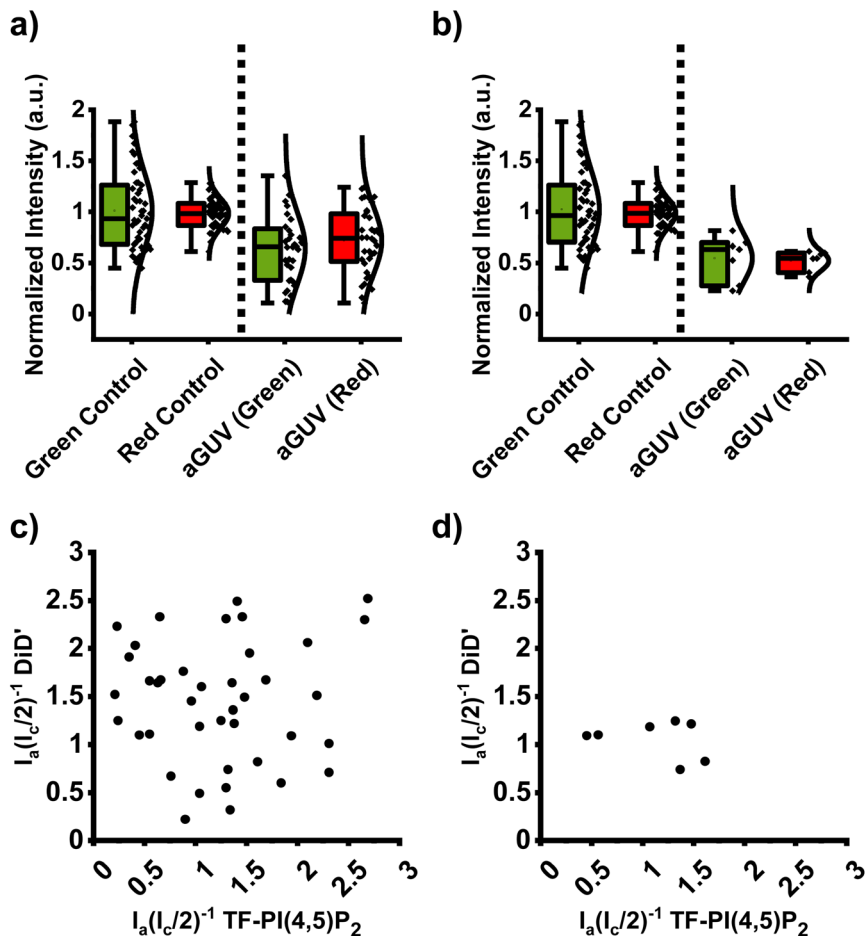 a)
Normalized Intensity (a.u.)
2
1.5
1
0.5
0
Green Control
Red Control
aGUV (Green)
aGUV (Red)
b)
Normalized Intensity (a.u.)
2
1.5
1
0.5
0
Green Control
Red Control
aGUV (Green)
aGUV (Red)
c)
Iₐ(I_c/2)⁻¹ DiD'
3
2.5
2
1.5
1
0.5
0
0 0.5 1 1.5 2 2.5 3
Iₐ(I_c/2)⁻¹ TF-PI(4,5)P₂
d)
Iₐ(I_c/2)⁻¹ DiD'
3
2.5
2
1.5
1
0.5
0
0 0.5 1 1.5 2 2.5 3
Iₐ(I_c/2)⁻¹ TF-PI(4,5)P₂